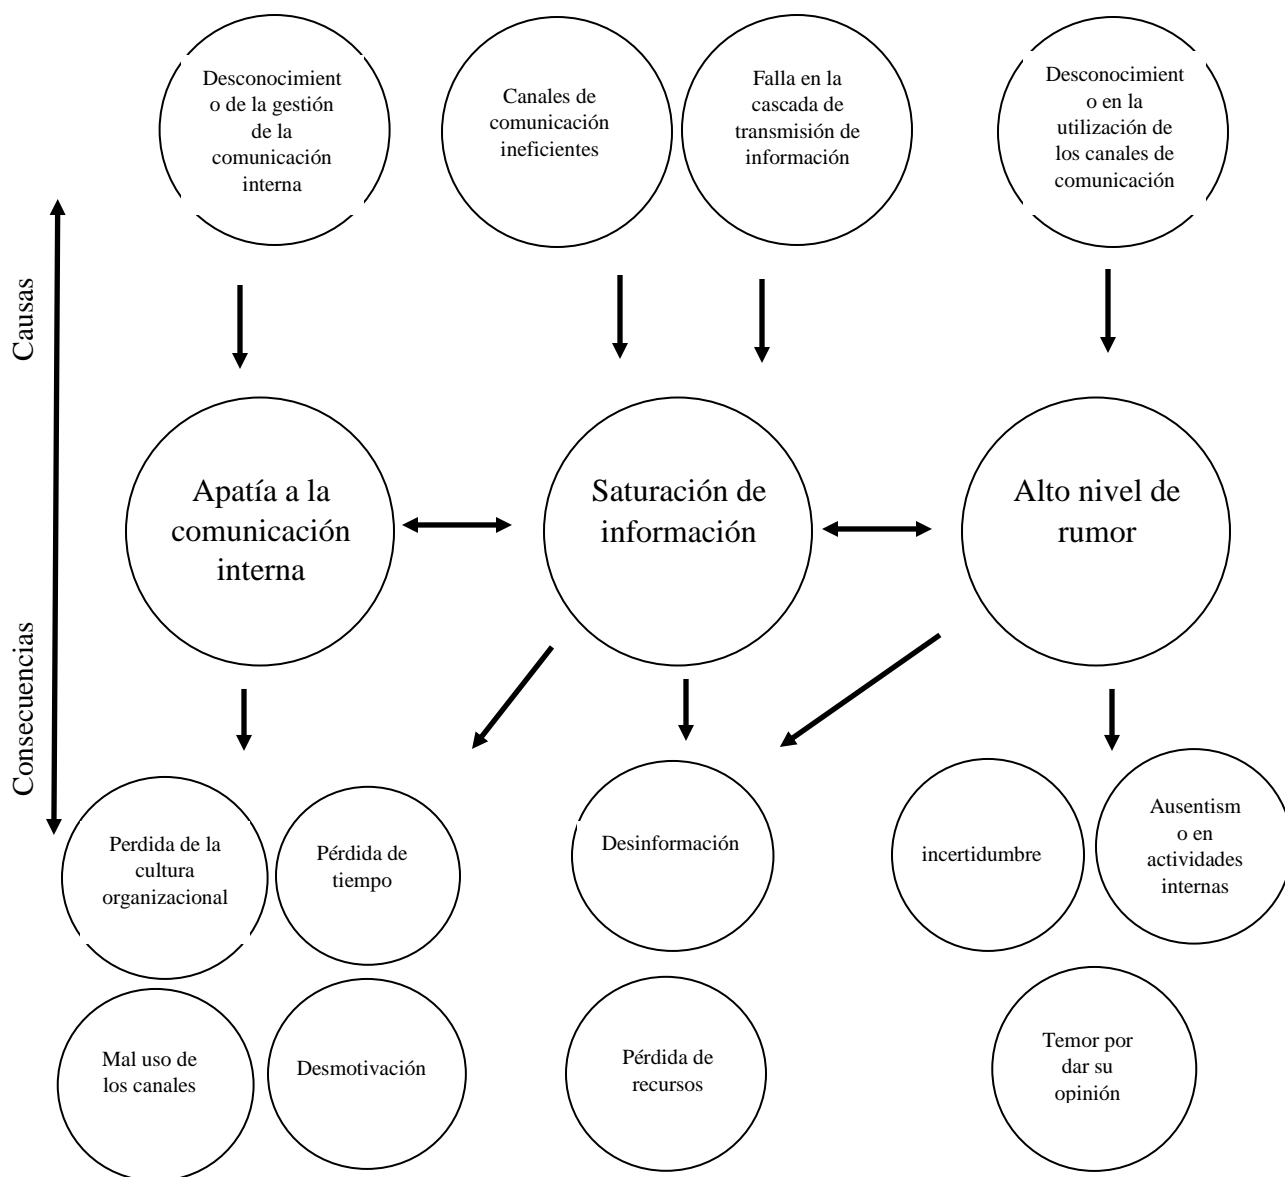 Desconocimient
o de la gestión
de la
comunicación
interna
Canales de
comunicación
ineficientes
Falla en la
cascada de
transmisión de
información
Desconocimient
o en la
utilización de
los canales de
comunicación
Causas
Apatía a la
comunicación
interna
Saturación de
información
Alto nivel de
rumor
Consecuencias
Perdida de la
cultura
organizacional
Pérdida de
tiempo
Desinformación
incertidumbre
Ausentism
o en
actividades
internas
Mal uso de
los canales
Desmotivación
Pérdida de
recursos
Temor por
dar su
opinión